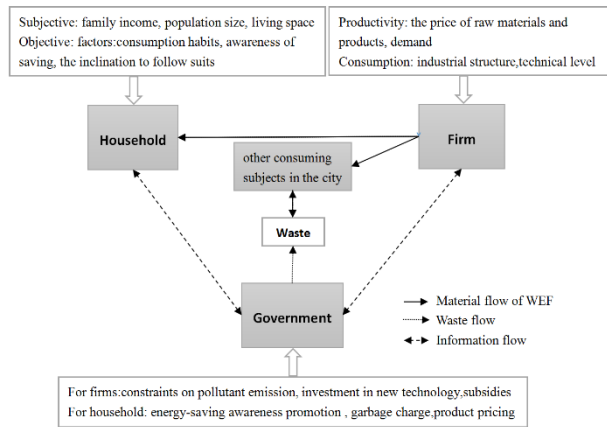 Subjective: family income, population size, living space
Objective: factors:consumption habits, awareness of
saving, the inclination to follow suits
Productivity: the price of raw materials and
products, demand
Consumption: industrial structure,technical level
Household
Firm
other consuming
subjects in the city
Waste
Government
Material flow of WEF
Waste flow
Information flow
For firms:constraints on pollutant emission, investment in new technology,subsidies
For household: energy-saving awareness promotion , garbage charge,product pricing